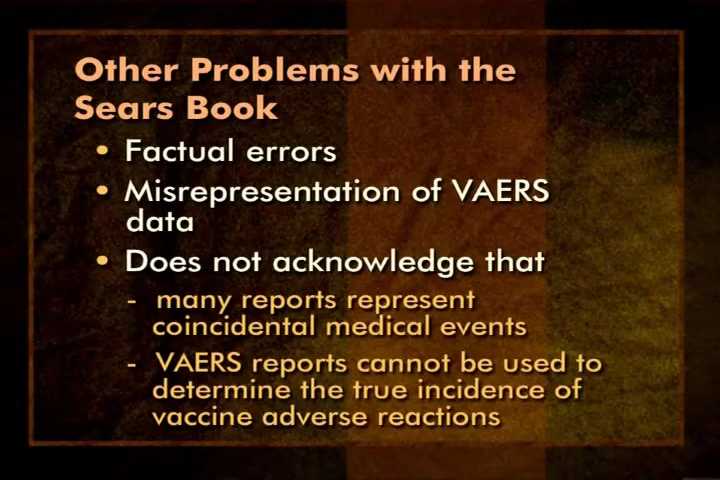 Other Problems with the
Sears Book
• Factual errors
• Misrepresentation of VAERS
data
• Does not acknowledge that
- many reports represent
coincidental medical events
- VAERS reports cannot be used to
determine the true incidence of
vaccine adverse reactions